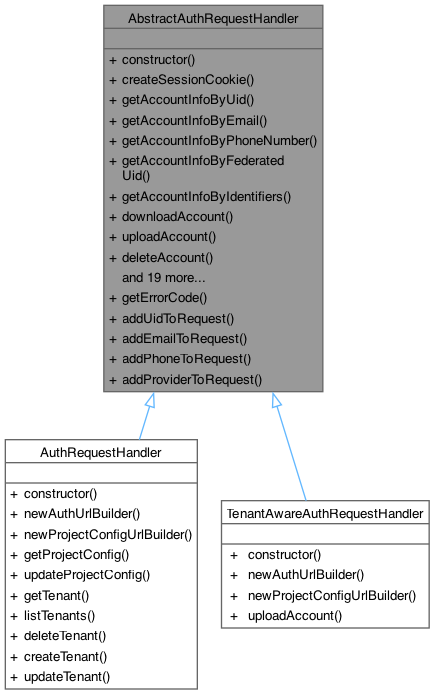 AbstractAuthRequestHandler
+ constructor()
+ createSessionCookie()
+ getAccountInfoByUid()
+ getAccountInfoByEmail()
+ getAccountInfoByPhoneNumber()
+ getAccountInfoByFederated
Uid()
+ getAccountInfoByIdentifiers()
+ downloadAccount()
+ uploadAccount()
+ deleteAccount()
and 19 more...
+ getErrorCode()
+ addUidToRequest()
+ addEmailToRequest()
+ addPhoneToRequest()
+ addProviderToRequest()
AuthRequestHandler
+ constructor()
+ newAuthUrlBuilder()
+ newProjectConfigUrlBuilder()
+ getProjectConfig()
+ updateProjectConfig()
+ getTenant()
+ listTenants()
+ deleteTenant()
+ createTenant()
+ updateTenant()
TenantAwareAuthRequestHandler
+ constructor()
+ newAuthUrlBuilder()
+ newProjectConfigUrlBuilder()
+ uploadAccount()